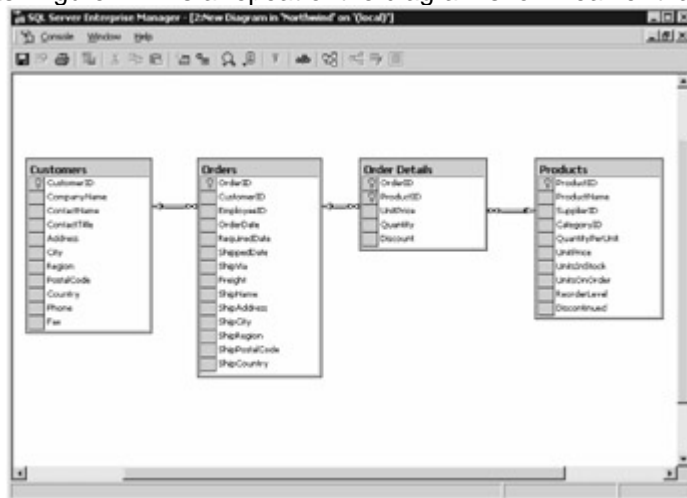 SQL Server Enterprise Manager - [2:New Diagram in 'Northwind' on '(local)']
Console Window Help
Customers
CustomerID
CompanyName
ContactName
ContactTitle
Address
City
Region
PostalCode
Country
Phone
Fax
Orders
OrderID
CustomerID
EmployeeID
OrderDate
RequiredDate
ShippedDate
ShipVia
Freight
ShipName
ShipAddress
ShipCity
ShipRegion
ShipPostalCode
ShipCountry
Order Details
OrderID
ProductID
UnitPrice
Quantity
Discount
Products
ProductID
ProductName
SupplierID
CategoryID
QuantityPerUnit
UnitPrice
UnitsInStock
UnitsOnOrder
ReorderLevel
Discontinued